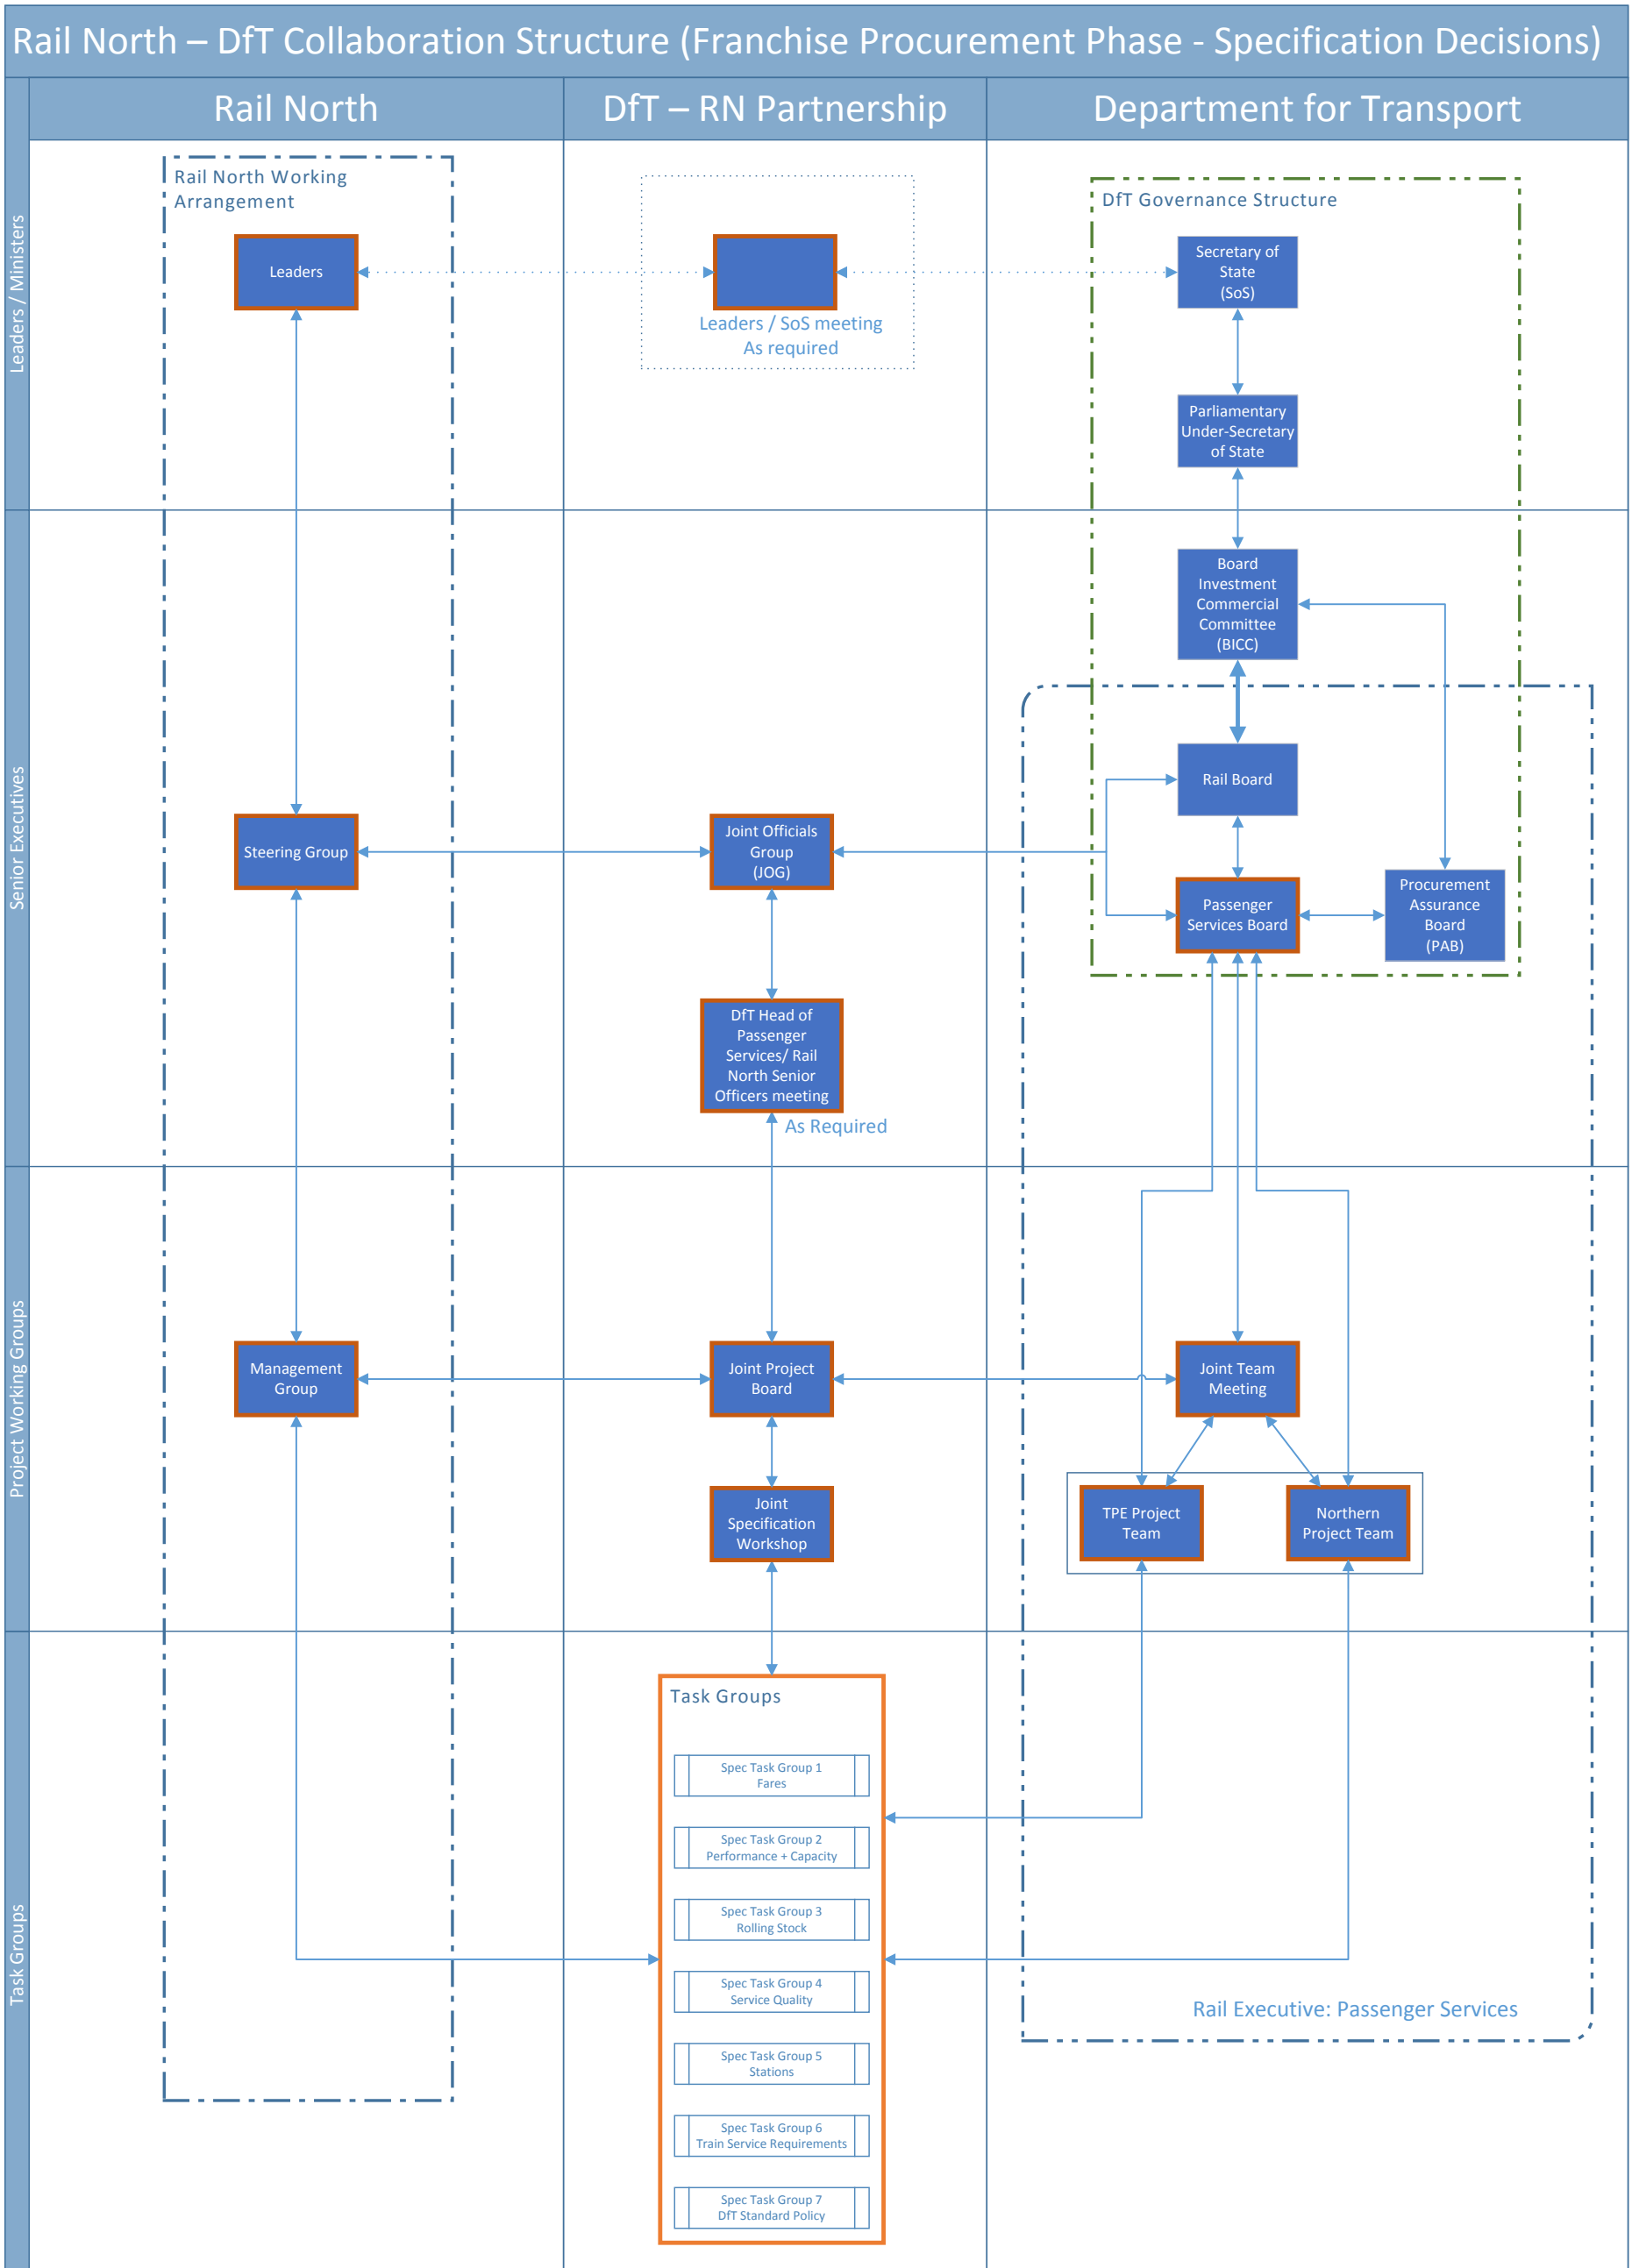 Rail North – DfT Collaboration Structure (Franchise Procurement Phase - Specification Decisions)
Rail North
DfT – RN Partnership
Department for Transport
Leaders / Ministers
Rail North Working
Arrangement
Leaders
Leaders / SoS meeting
As required
DfT Governance Structure
Secretary of
State
(SoS)
Parliamentary
Under-Secretary
of State
Senior Executives
Board
Investment
Commercial
Committee
(BICC)
Rail Board
Steering Group
Joint Officials
Group
(JOG)
Passenger
Services Board
Procurement
Assurance
Board
(PAB)
DfT Head of
Passenger
Services/ Rail
North Senior
Officers meeting
As Required
Project Working Groups
Management
Group
Joint Project
Board
Joint Team
Meeting
Joint
Specification
Workshop
TPE Project
Team
Northern
Project Team
Task Groups
Task Groups
Spec Task Group 1
Fares
Spec Task Group 2
Performance + Capacity
Spec Task Group 3
Rolling Stock
Spec Task Group 4
Service Quality
Spec Task Group 5
Stations
Spec Task Group 6
Train Service Requirements
Spec Task Group 7
DfT Standard Policy
Rail Executive: Passenger Services